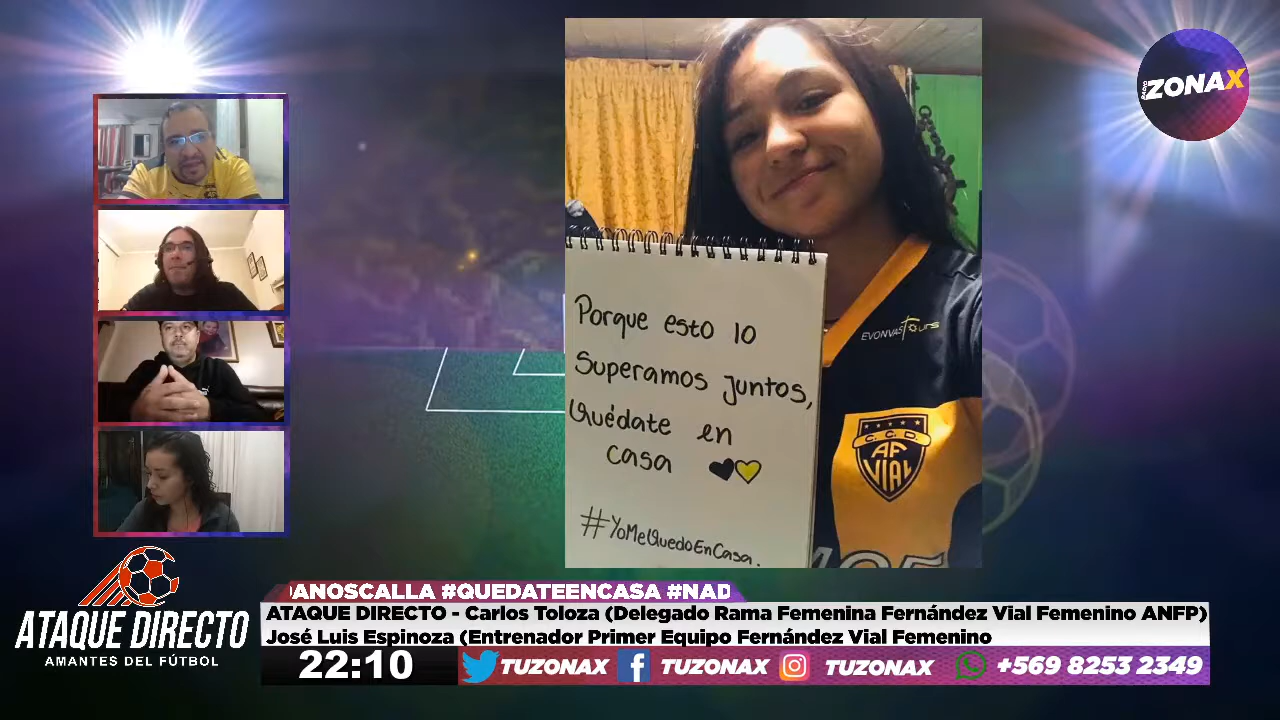 RADIO
ZONAX
Porque esto lo
superamos juntos,
Quédate en
casa
#YoMeQuedoEnCasa.
EVONVAS Tours
C.C.D.
AF
VIAL
ATAQUE DIRECTO
AMANTES DEL FÚTBOL
ANOSCALLA #QUEDATEENCASA #NAD
ATAQUE DIRECTO - Carlos Toloza (Delegado Rama Femenina Fernández Vial Femenino ANFP)
José Luis Espinoza (Entrenador Primer Equipo Fernández Vial Femenino
22:10 TUZONAX TUZONAX TUZONAX +569 8253 2349